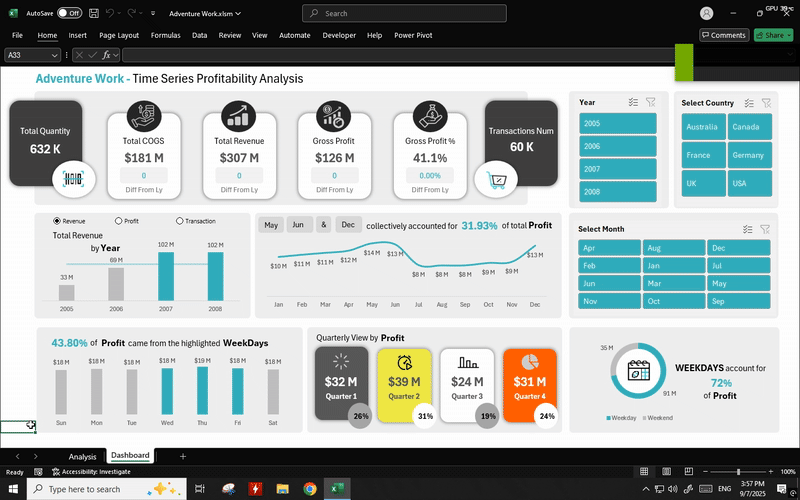 AutoSave Off Adventure Work.xlsm Search GPU 39°C
File Home Insert Page Layout Formulas Data Review View Automate Developer Help Power Pivot Comments Share
A33 fx
Adventure Work - Time Series Profitability Analysis
Total Quantity
632 K
Total COGS
$181 M
0
Diff From Ly
Total Revenue
$307 M
0
Diff From Ly
Gross Profit
$126 M
0
Diff From Ly
Gross Profit %
41.1%
0.00%
Diff From Ly
Transactions Num
60 K
Year
2005
2006
2007
2008
Select Country
Australia Canada
France Germany
UK USA
Revenue Profit Transaction
Total Revenue
by Year
33 M 69 M 102 M 102 M
2005 2006 2007 2008
May Jun & Dec collectively accounted for 31.93% of total Profit
$10 M $11 M $11 M $12 M $14 M $13 M $8 M $8 M $8 M $9 M $9 M $13 M
Jan Feb Mar Apr May Jun Jul Aug Sep Oct Nov Dec
Select Month
Apr Aug Dec
Feb Jan Jul
Jun Mar May
Nov Oct Sep
43.80% of Profit came from the highlighted WeekDays
$18 M $18 M $18 M $18 M $19 M $18 M $18 M
Sun Mon Tue Wed Thu Fri Sat
Quarterly View by Profit
$32 M
Quarter 1
26%
$39 M
Quarter 2
31%
$24 M
Quarter 3
19%
$31 M
Quarter 4
24%
35 M
91 M
Weekday Weekend
WEEKDAYS account for
72%
of Profit
Analysis Dashboard
Ready Accessibility: Investigate 100%
Type here to search ENG 3:57 PM
9/7/2025